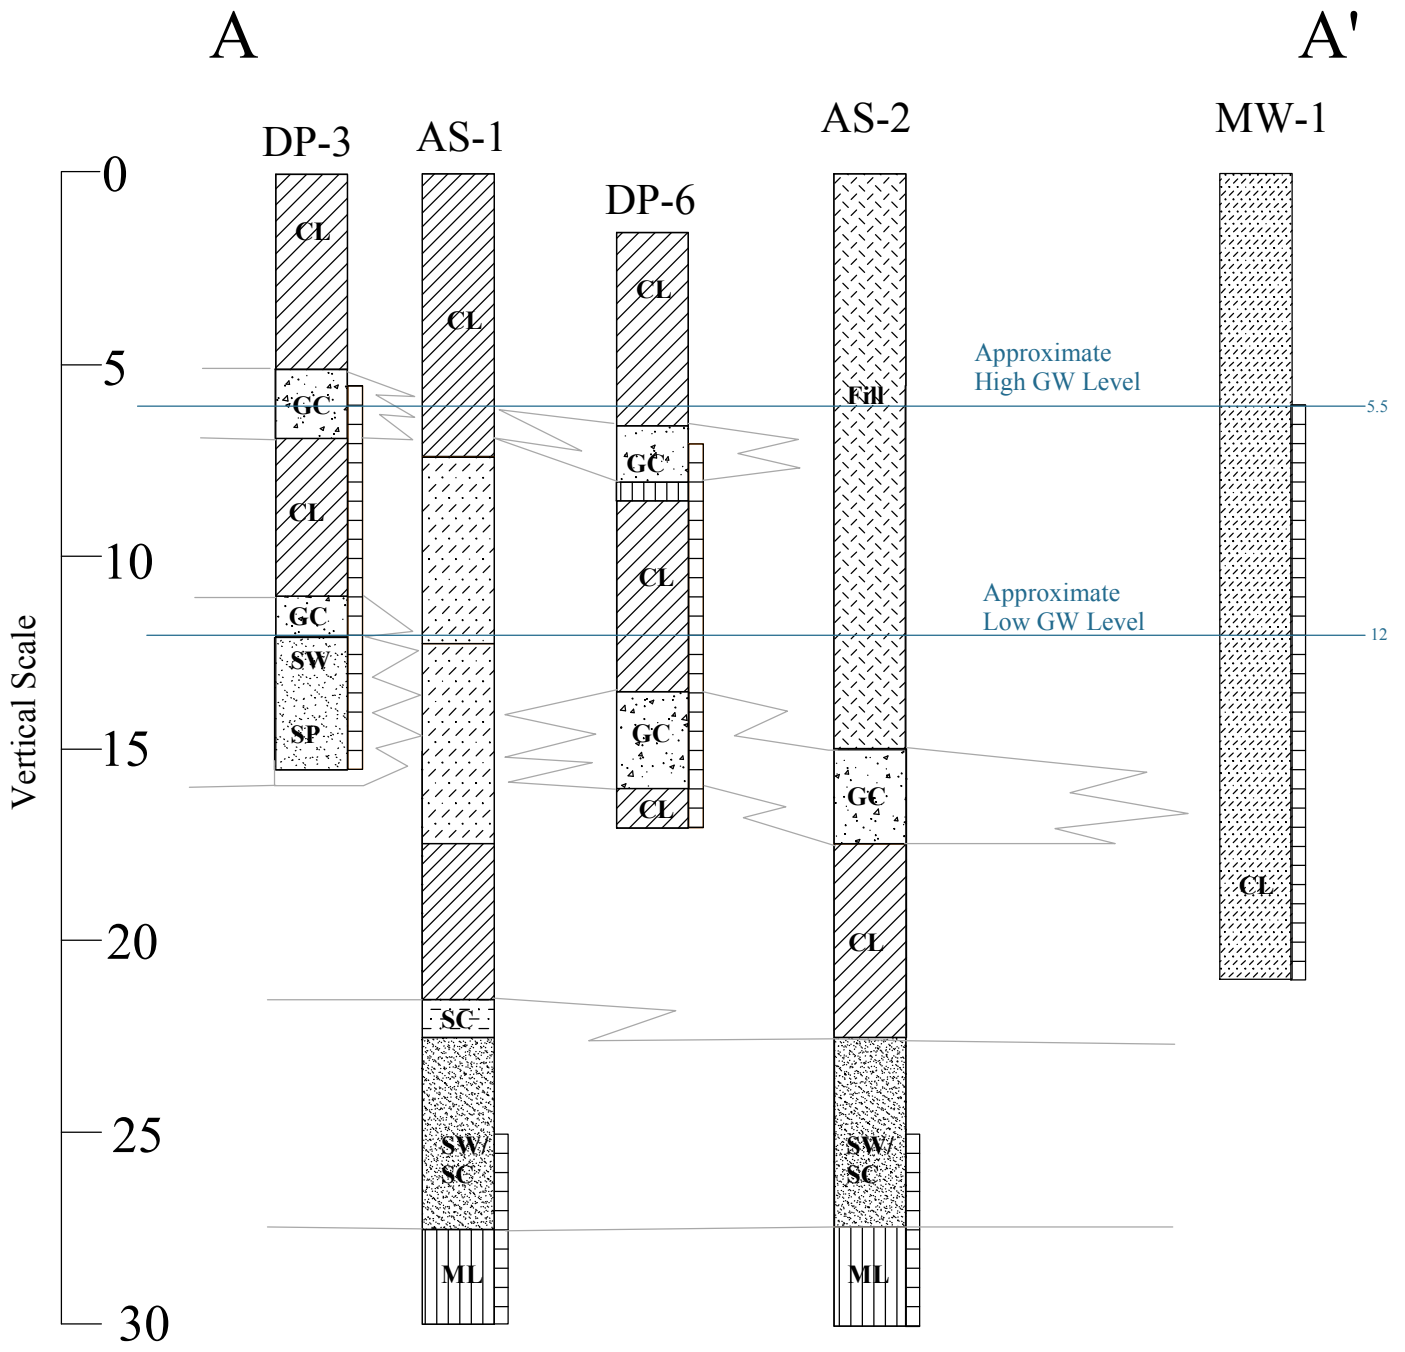 A
A'
DP-3
AS-1
DP-6
AS-2
MW-1
0
5
10
15
20
25
30
Vertical Scale
CL
GC
CL
GC
SW
SP
CL
SC
SW/
SC
ML
CL
GC
CL
GC
CL
Fill
GC
CL
SW/
SC
ML
Approximate
High GW Level
5.5
Approximate
Low GW Level
12
CL